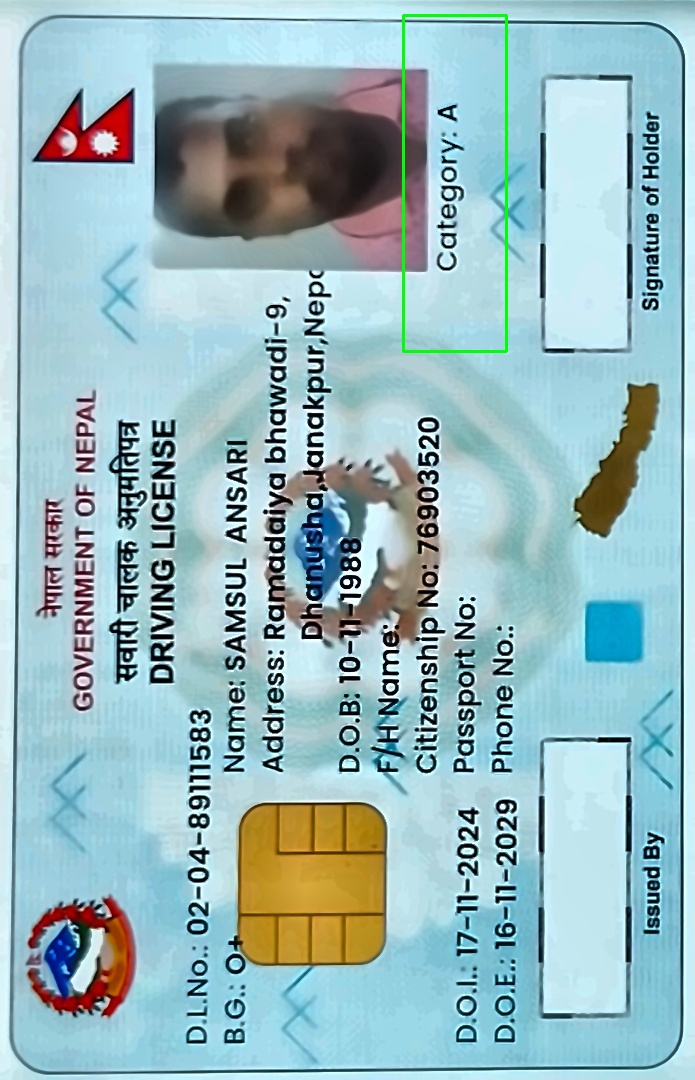 नेपाल सरकार
GOVERNMENT OF NEPAL
सवारी चालक अनुमतिपत्र
DRIVING LICENSE
D.L.No.: 02-04-89111583
B.G.: O+
Name: SAMSUL ANSARI
Address: Ramadaiya bhawadi-9,
Dhanusha,Janakpur,Nepa
D.O.B: 10-11-1988
F/H Name:
Citizenship No: 76903520
Passport No:
Phone No.:
Category: A
D.O.I.: 17-11-2024
D.O.E.: 16-11-2029
Issued By
Signature of Holder